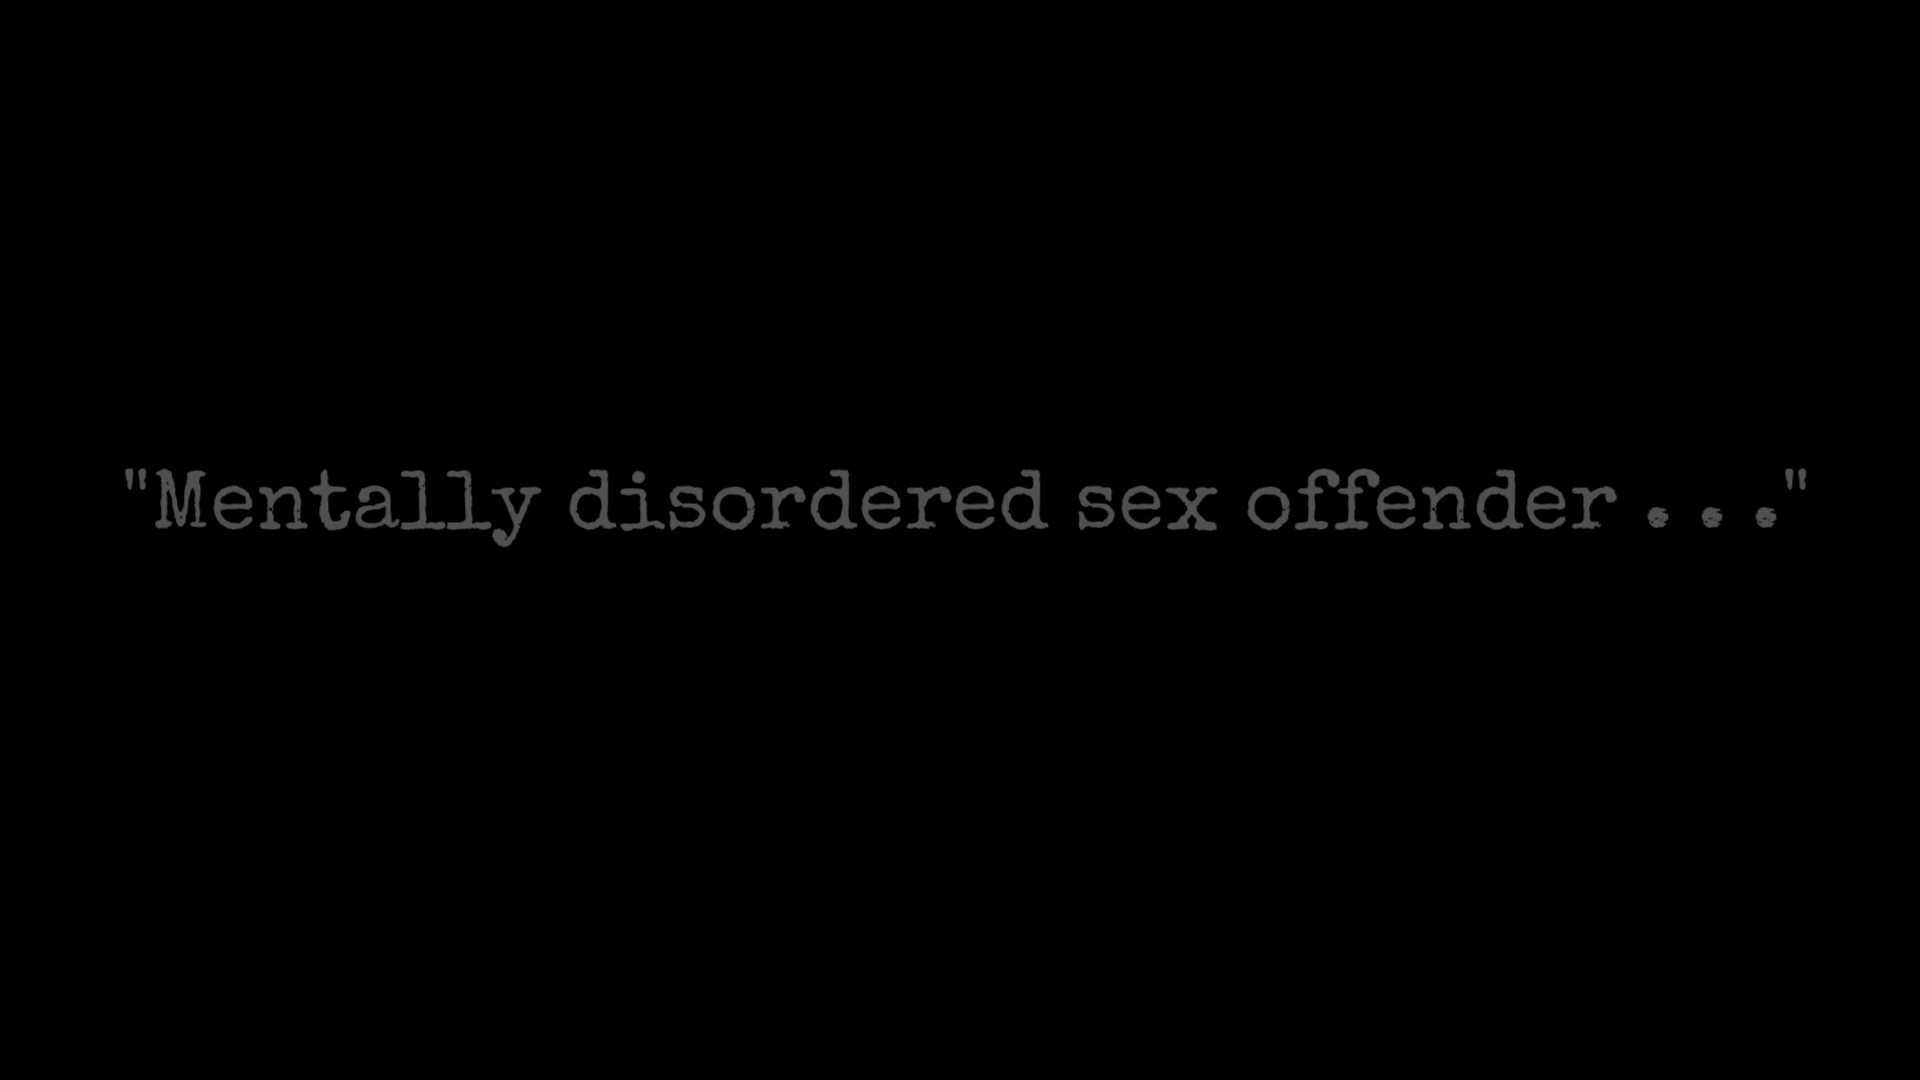 "Mentally disordered sex offender . . ."